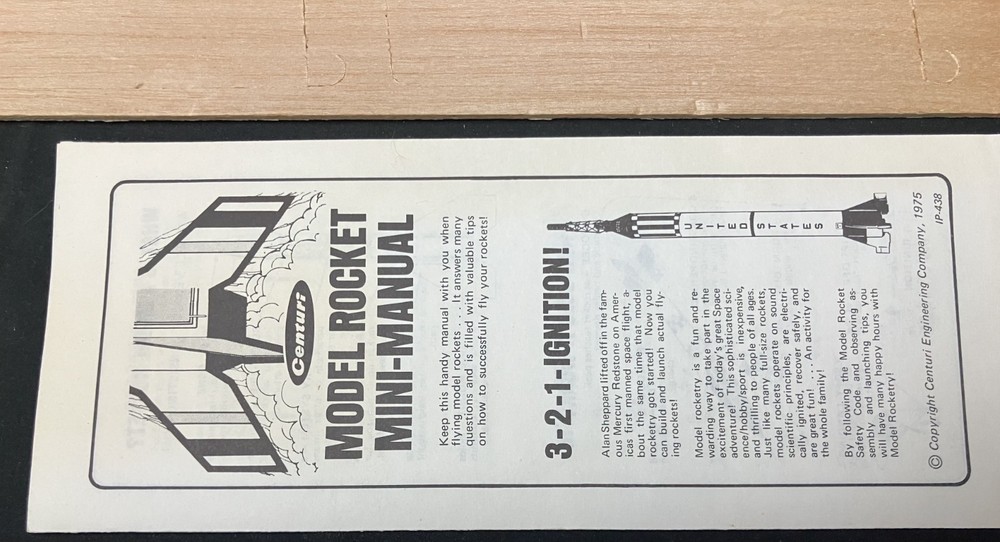 Centuri
MODEL ROCKET
MINI-MANUAL
Keep this handy manual with you when
flying model rockets . . . . It answers many
questions and is filled with valuable tips
on how to successfully fly your rockets!
3-2-1-IGNITION!
Alan Sheppard lifted off in the fam-
ous Mercury Redstone on Amer-
icas first manned space flight, a-
bout the same time that model
rocketry got started! Now you
can build and launch actual fly-
ing rockets!
UNITED STATES
Model rocketry is a fun and re-
warding way to take part in the
excitement of today's great Space
adventure! This sophisticated sci-
ence/hobby/sport is inexpensive,
and thrilling to people of all ages.
Just like many full-size rockets,
model rockets operate on sound
scientific principles, are electri-
cally ignited, recover safely, and
are great fun! . . . An activity for
the whole family!
By following the Model Rocket
Safety Code and observing as-
sembly and launching tips, you
will have many happy hours with
Model Rocketry!
© Copyright Centuri Engineering Company, 1975
IP-438